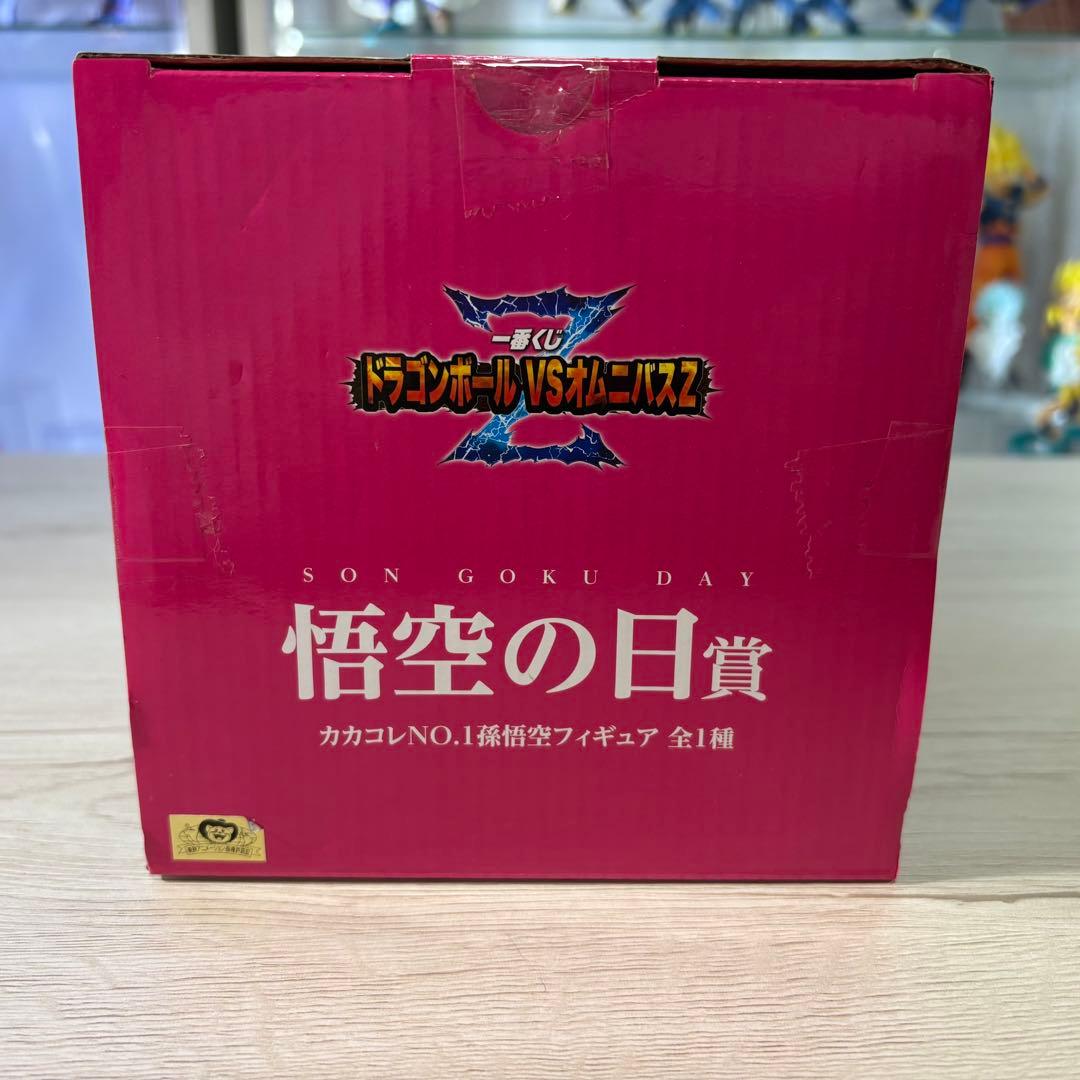 一番くじ
ドラゴンボール VSオムニバスZ
SON GOKU DAY
悟空の日賞
カカコレNO.1孫悟空フィギュア 全1種